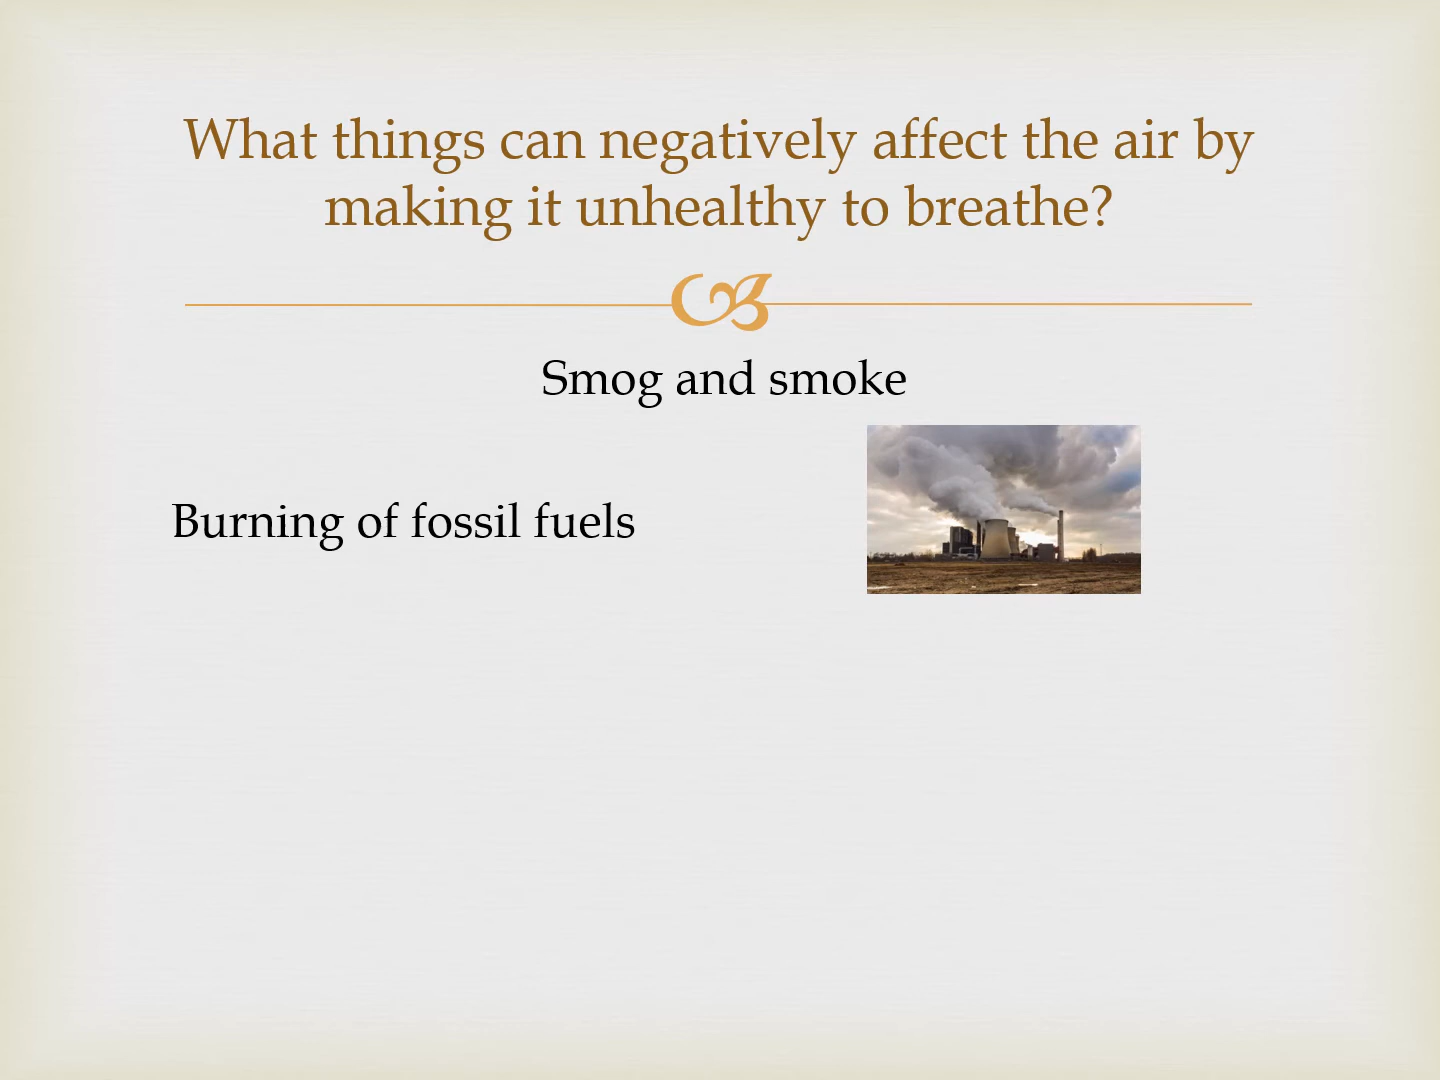 What things can negatively affect the air by
making it unhealthy to breathe?
Smog and smoke
Burning of fossil fuels